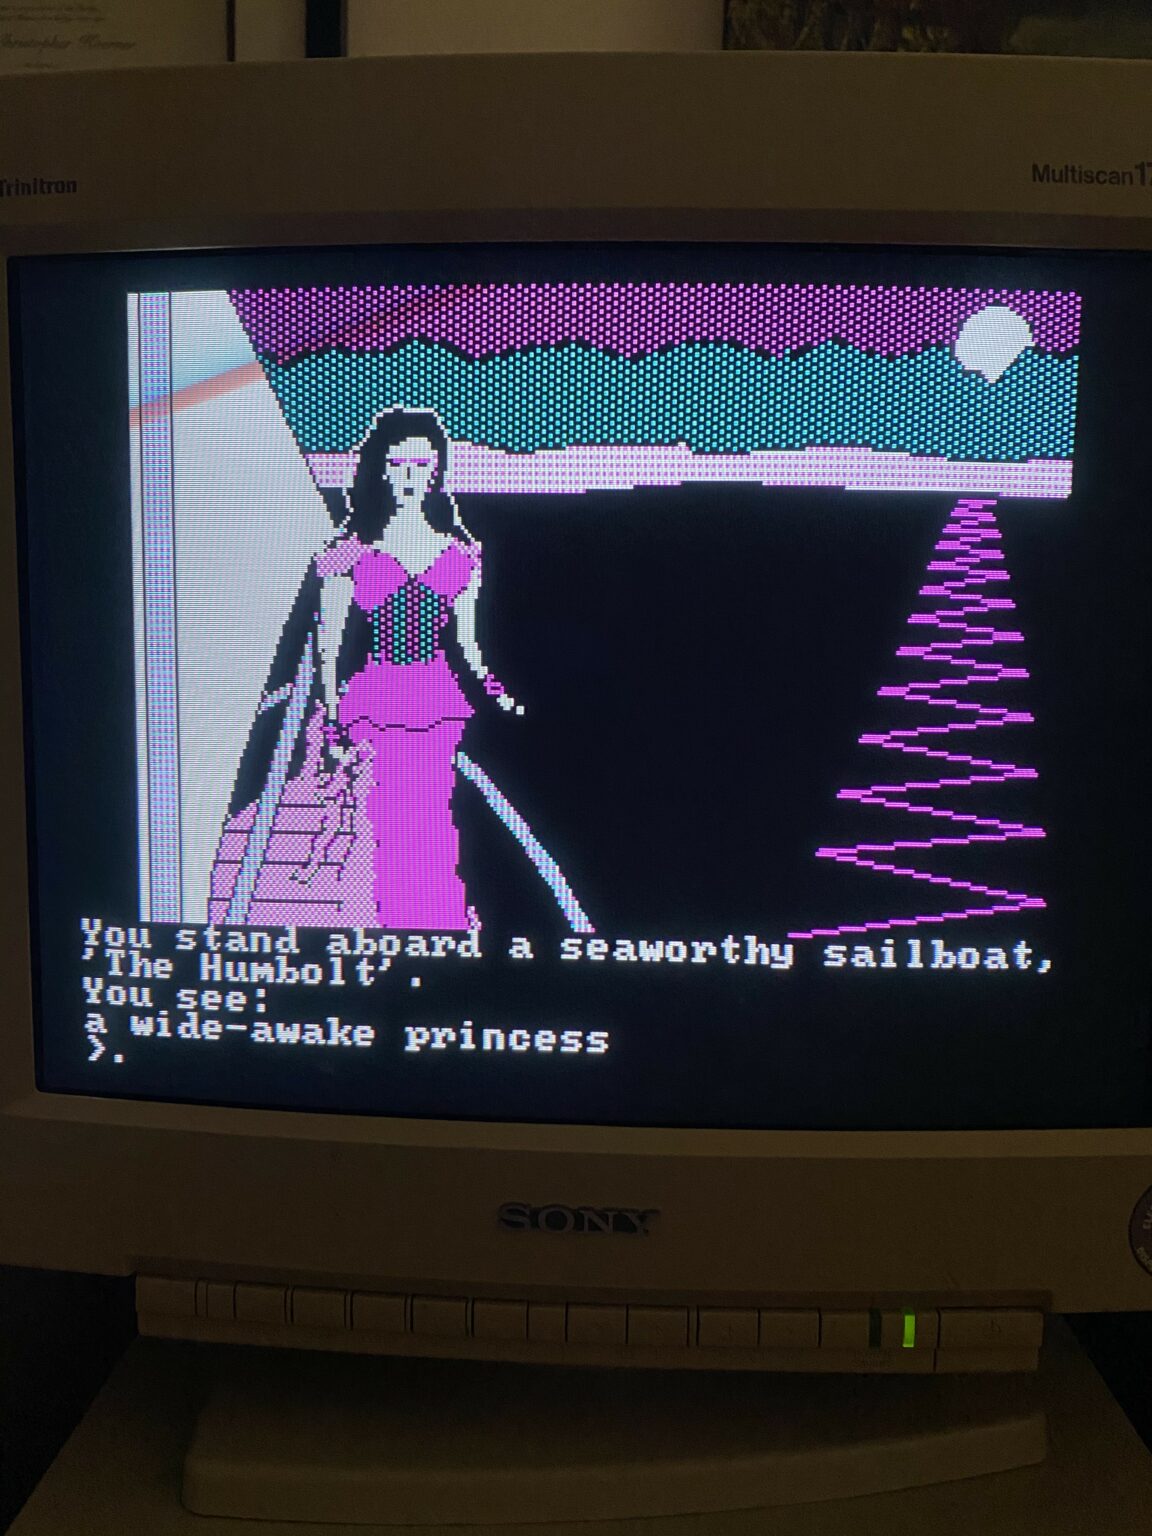 Trinitron
Multiscan17
You stand aboard a seaworthy sailboat,
'The Humbolt'.
You see:
a wide-awake princess
>.
SONY